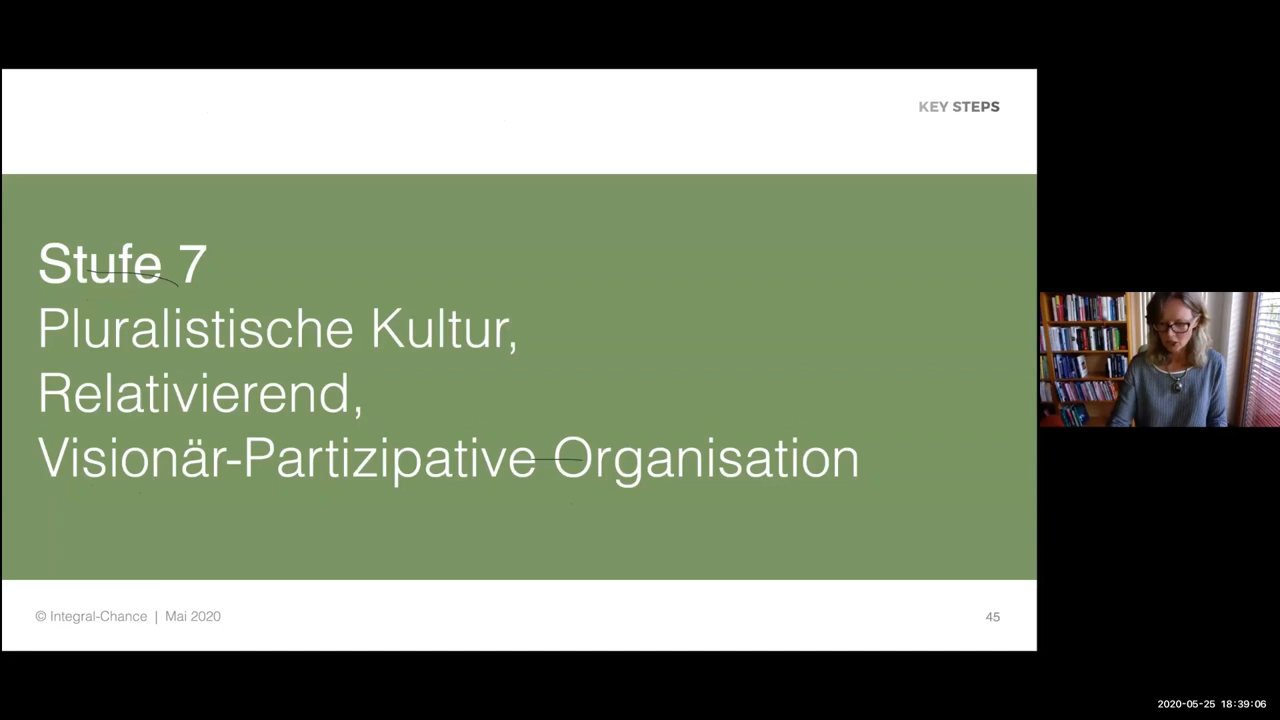 KEY STEPS
Stufe 7
Pluralistische Kultur,
Relativierend,
Visionär-Partizipative Organisation
© Integral-Chance | Mai 2020
45
2020-05-25 18:39:06